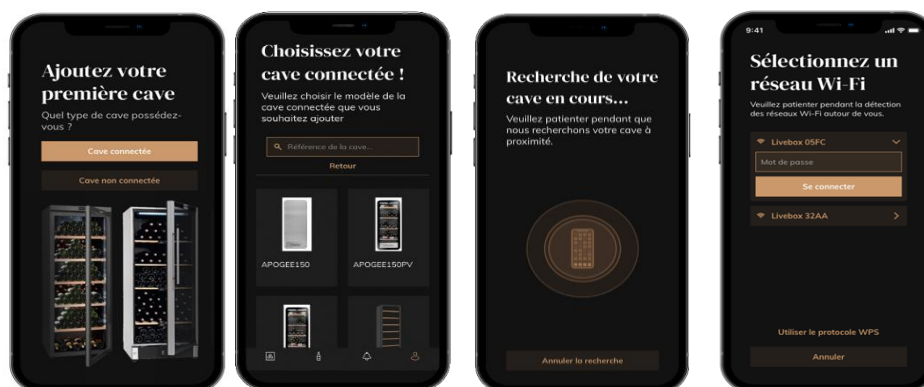 Ajoutez votre
première cave
Quel type de cave possédez-
vous ?
Cave connectée
Cave non connectée
Choisissez votre
cave connectée !
Veuillez choisir le modèle de la
cave connectée que vous
souhaitez ajouter
Référence de la cave...
Retour
APOGEE150
APOGEE150PV
Recherche de votre
cave en cours...
Veuillez patienter pendant que
nous recherchons votre cave à
proximité.
Annuler la recherche
9:41
Sélectionnez un
réseau Wi-Fi
Veuillez patienter pendant la détection
des réseaux Wi-Fi autour de vous.
Livebox 05FC
Mot de passe
Se connecter
Livebox 32AA
Utiliser le protocole WPS
Annuler